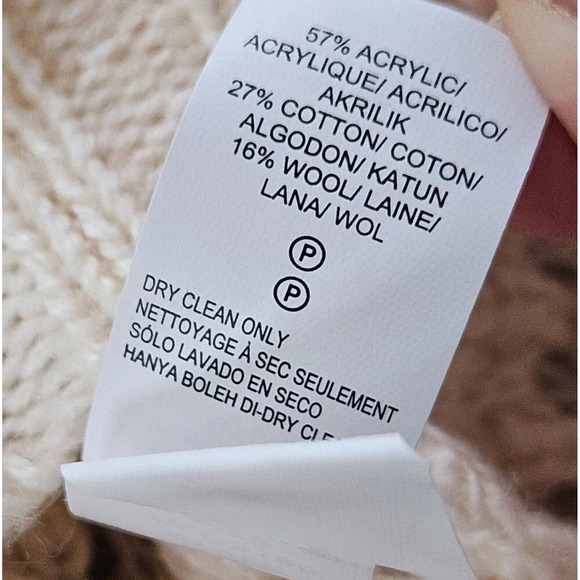 57% ACRYLIC/
ACRYLIQUE/ ACRILICO/
AKRILIK
27% COTTON/ COTON/
ALGODON/ KATUN
16% WOOL/ LAINE/
LANA/ WOL
P
P
DRY CLEAN ONLY
NETTOYAGE À SEC SEULEMENT
SÓLO LAVADO EN SECO
HANYA BOLEH DI-DRY